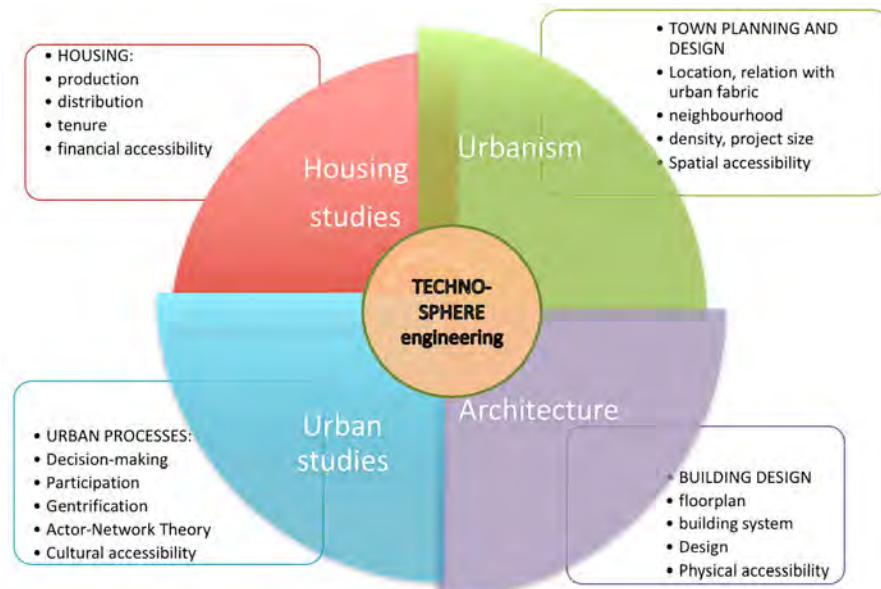 • HOUSING:
• production
• distribution
• tenure
• financial accessibility
• TOWN PLANNING AND
DESIGN
• Location, relation with
urban fabric
• neighbourhood
• density, project size
• Spatial accessibility
Housing
studies
Urbanism
TECHNO-
SPHERE
engineering
Urban
studies
Architecture
• URBAN PROCESSES:
• Decision-making
• Participation
• Gentrification
• Actor-Network Theory
• Cultural accessibility
• BUILDING DESIGN
• floorplan
• building system
• Design
• Physical accessibility